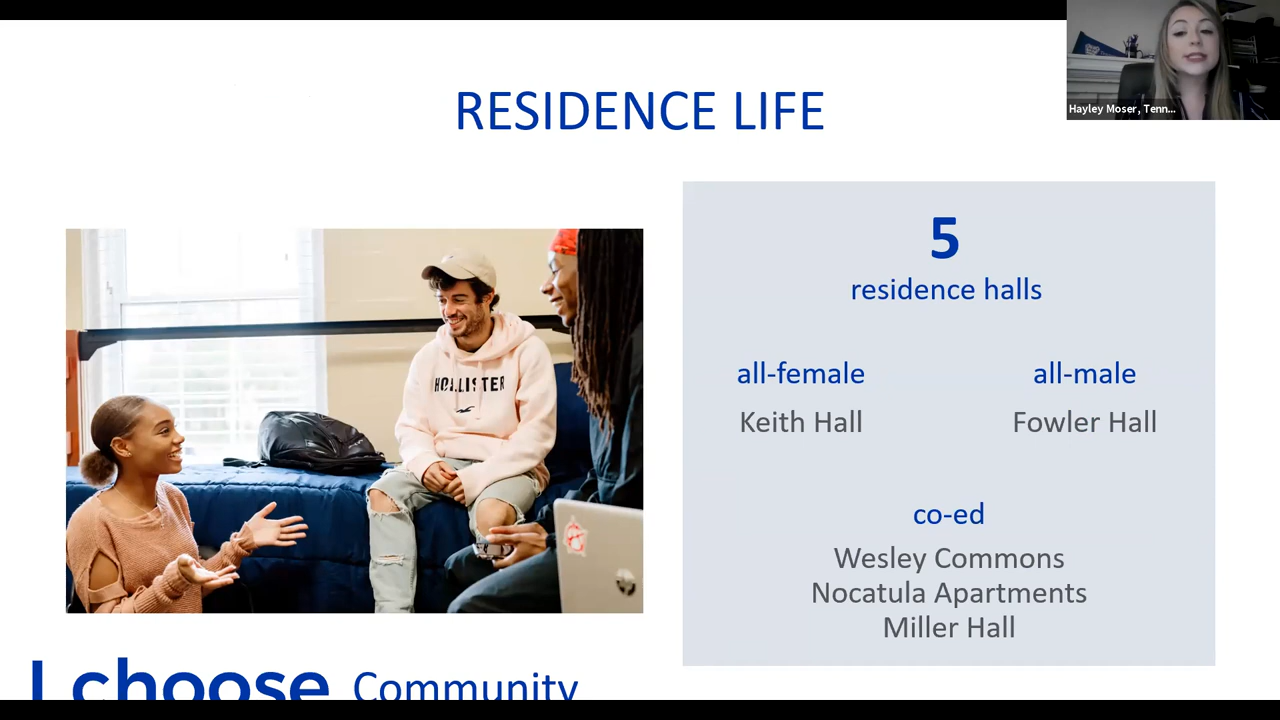 Hayley Moser, Tenn...
RESIDENCE LIFE
HOLLISTER
5
residence halls
all-female
all-male
Keith Hall
Fowler Hall
co-ed
Wesley Commons
Nocatula Apartments
Miller Hall
I choose Community